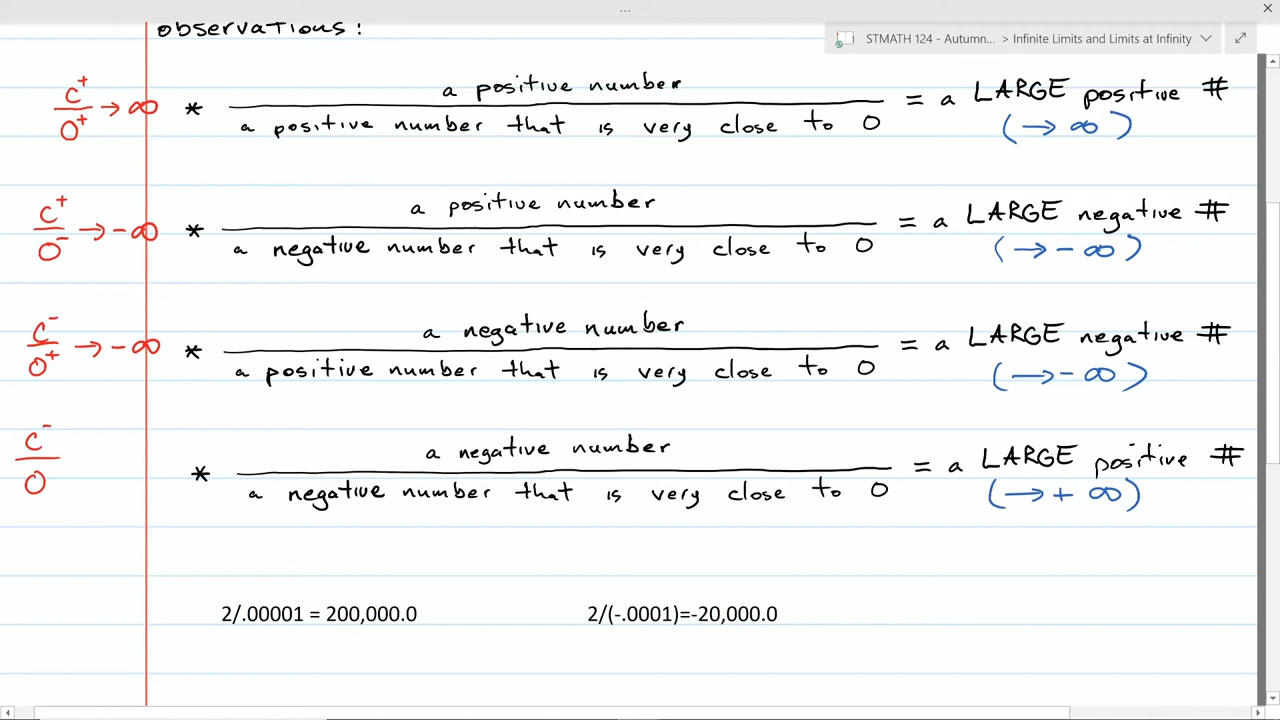 ...
observations:
STMATH 124 - Autumn... > Infinite Limits and Limits at Infinity
c⁺/0⁺ → ∞ * a positive number / a positive number that is very close to 0 = a LARGE positive # (→ ∞)
c⁺/0⁻ → -∞ * a positive number / a negative number that is very close to 0 = a LARGE negative # (→ -∞)
c⁻/0⁺ → -∞ * a negative number / a positive number that is very close to 0 = a LARGE negative # (→ -∞)
c⁻/0 * a negative number / a negative number that is very close to 0 = a LARGE positive # (→ + ∞)
2/.00001 = 200,000.0 2/(-.0001)=-20,000.0